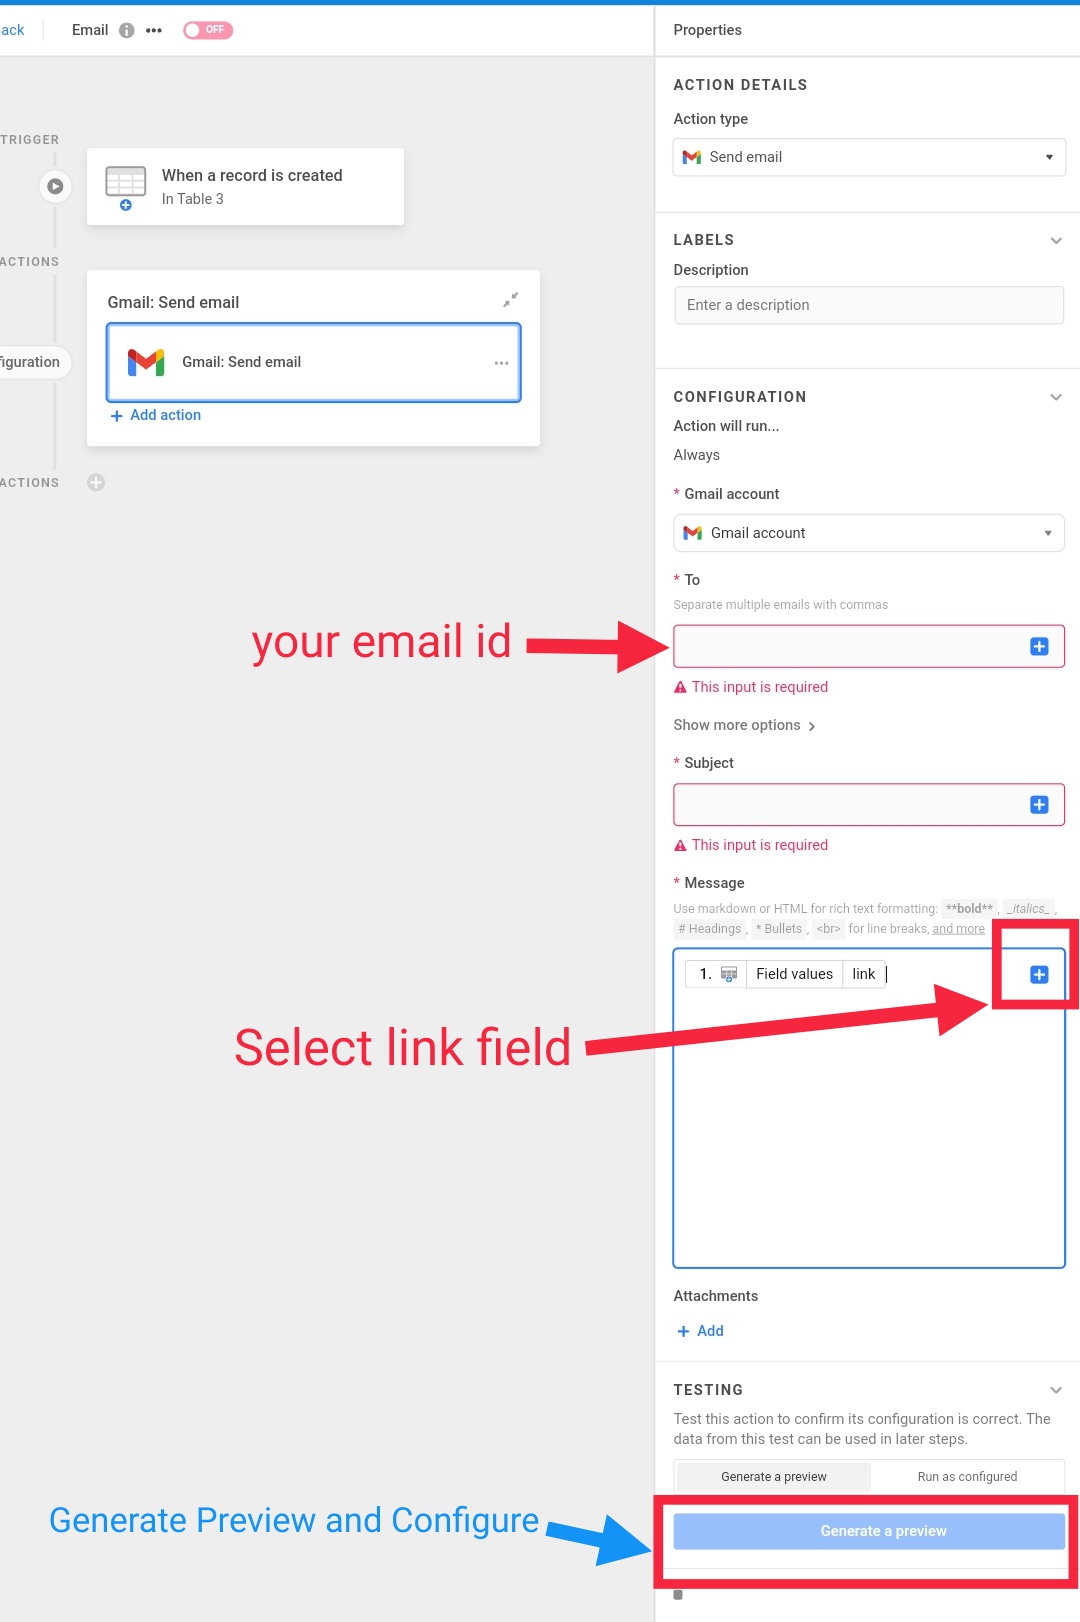 ack
Email
OFF
Properties
TRIGGER
When a record is created
In Table 3
ACTIONS
Gmail: Send email
figuration
Gmail: Send email
+ Add action
ACTIONS
your email id
Select link field
Generate Preview and Configure
ACTION DETAILS
Action type
Send email
LABELS
Description
Enter a description
CONFIGURATION
Action will run...
Always
* Gmail account
Gmail account
* To
Separate multiple emails with commas
This input is required
Show more options >
* Subject
This input is required
* Message
Use markdown or HTML for rich text formatting: **bold** , _italics_ ,
# Headings , * Bullets , <br> for line breaks, and more
1. Field values link
Attachments
+ Add
TESTING
Test this action to confirm its configuration is correct. The
data from this test can be used in later steps.
Generate a preview Run as configured
Generate a preview